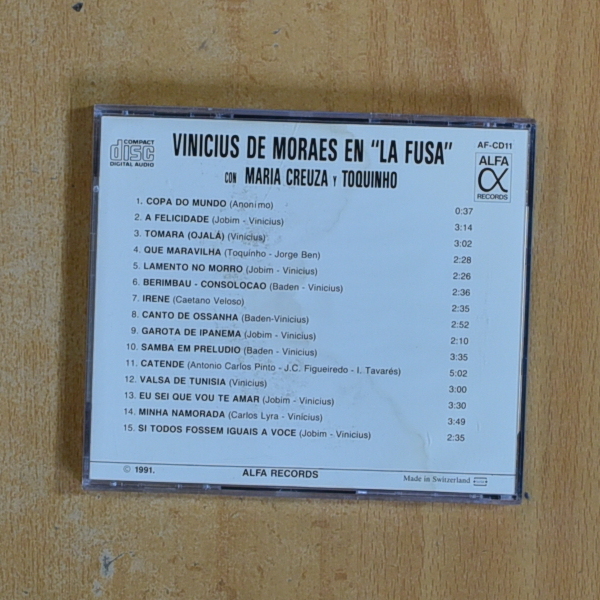 COMPACT
disc
DIGITAL AUDIO
VINICIUS DE MORAES EN "LA FUSA"
CON MARIA CREUZA Y TOQUINHO
AF-CD11
ALFA
α
RECORDS
1. COPA DO MUNDO (Anonimo) 0:37
2. A FELICIDADE (Jobim - Vinicius) 3:14
3. TOMARA (OJALÁ) (Vinicius) 3:02
4. QUE MARAVILHA (Toquinho - Jorge Ben) 2:28
5. LAMENTO NO MORRO (Jobim - Vinicius) 2:26
6. BERIMBAU - CONSOLOCAO (Baden - Vinicius) 2:36
7. IRENE (Caetano Veloso) 2:35
8. CANTO DE OSSANHA (Baden-Vinicius) 2:52
9. GAROTA DE IPANEMA (Jobim - Vinicius) 2:10
10. SAMBA EM PRELUDIO (Baden - Vinicius) 3:35
11. CATENDE (Antonio Carlos Pinto - J.C. Figueiredo - I. Tavarés) 5:02
12. VALSA DE TUNISIA (Vinicius) 3:00
13. EU SEI QUE VOU TE AMAR (Jobim - Vinicius) 3:30
14. MINHA NAMORADA (Carlos Lyra - Vinícius) 3:49
15. SI TODOS FOSSEM IGUAIS A VOCE (Jobim - Vinicius) 2:35
© 1991. ALFA RECORDS Made in Switzerland